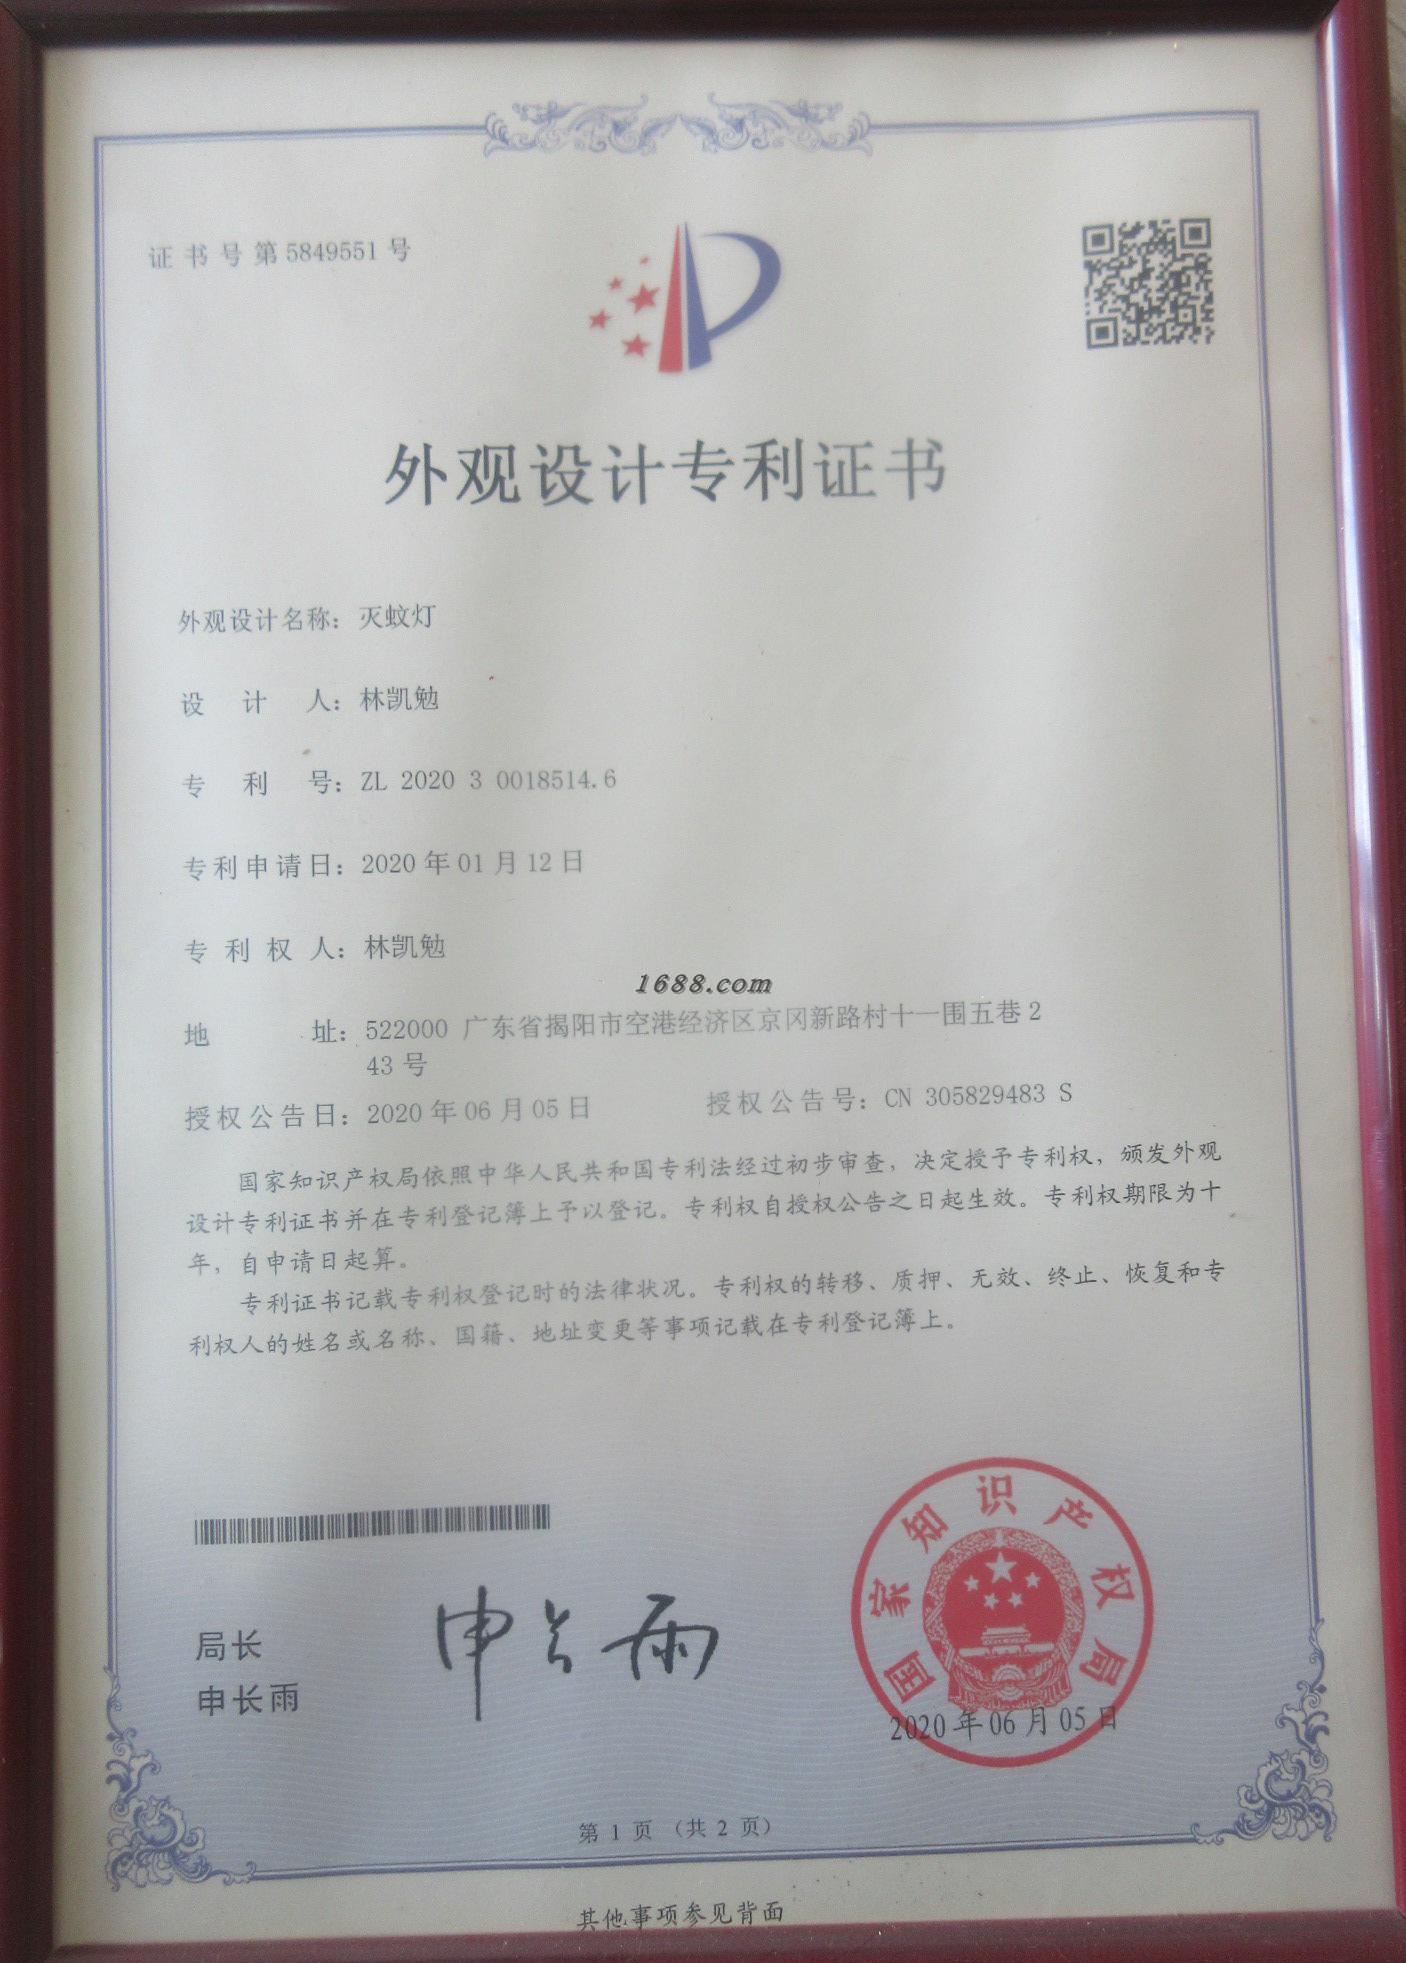 证书号第5849551号
外观设计专利证书
外观设计名称：灭蚊灯
设计人：林凯勉
专利号：ZL 2020 3 0018514.6
专利申请日：2020年01月12日
专利权人：林凯勉
1688.com
地址：522000 广东省揭阳市空港经济区京冈新路村十一围五巷2
43号
授权公告日：2020年06月05日 授权公告号：CN 305829483 S
国家知识产权局依照中华人民共和国专利法经过初步审查，决定授予专利权，颁发外观
设计专利证书并在专利登记簿上予以登记。专利权自授权公告之日起生效。专利权期限为十
年，自申请日起算。
专利证书记载专利权登记时的法律状况。专利权的转移、质押、无效、终止、恢复和专
利权人的姓名或名称、国籍、地址变更等事项记载在专利登记簿上。
局长
申长雨
申长雨
国家知识产权局
2020年06月05日
第1页（共2页）
其他事项参见背面